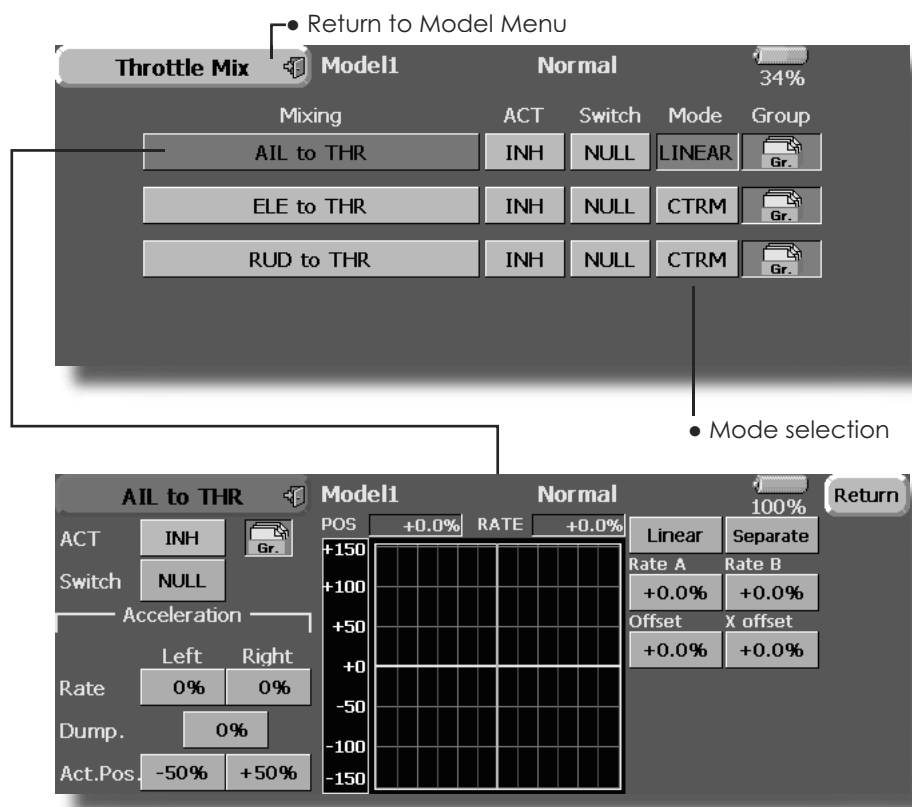 ● Return to Model Menu
Throttle Mix Model1 Normal 34%
Mixing ACT Switch Mode Group
AIL to THR INH NULL LINEAR Gr.
ELE to THR INH NULL CTRM Gr.
RUD to THR INH NULL CTRM Gr.
● Mode selection
AIL to THR Model1 Normal 100% Return
POS +0.0% RATE +0.0%
ACT INH Gr. +150 Linear Separate
Rate A Rate B
Switch NULL +100 +0.0% +0.0%
Acceleration +50 Offset X offset
Left Right +0 +0.0% +0.0%
Rate 0% 0% -50
Dump. 0% -100
Act.Pos. -50% +50% -150